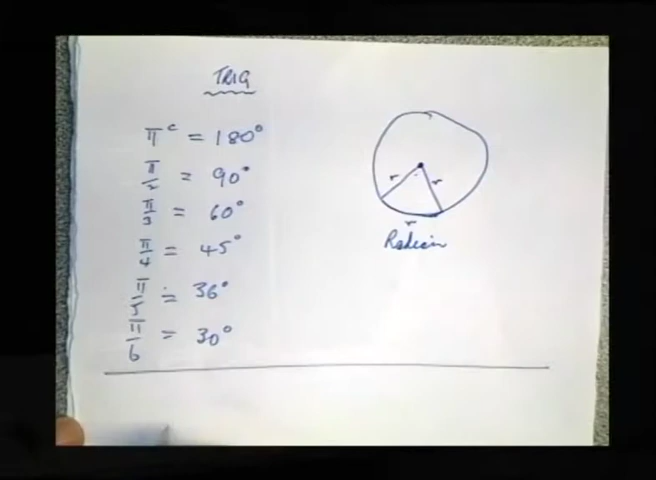 TRIG
π^c = 180°
π/2 = 90°
π/3 = 60°
π/4 = 45°
π/5 = 36°
π/6 = 30°
r r
r
Radian